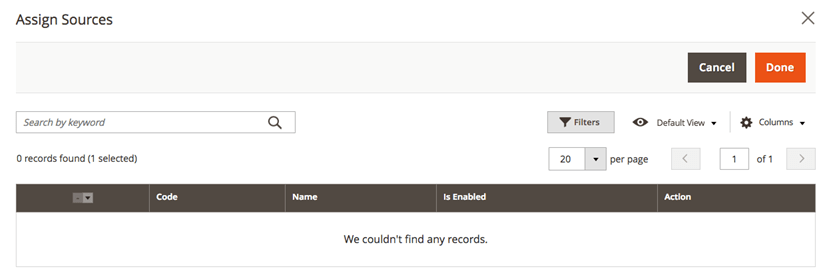 Assign Sources
Cancel Done
Search by keyword Filters Default View Columns
0 records found (1 selected) 20 per page 1 of 1
Code Name Is Enabled Action
We couldn't find any records.